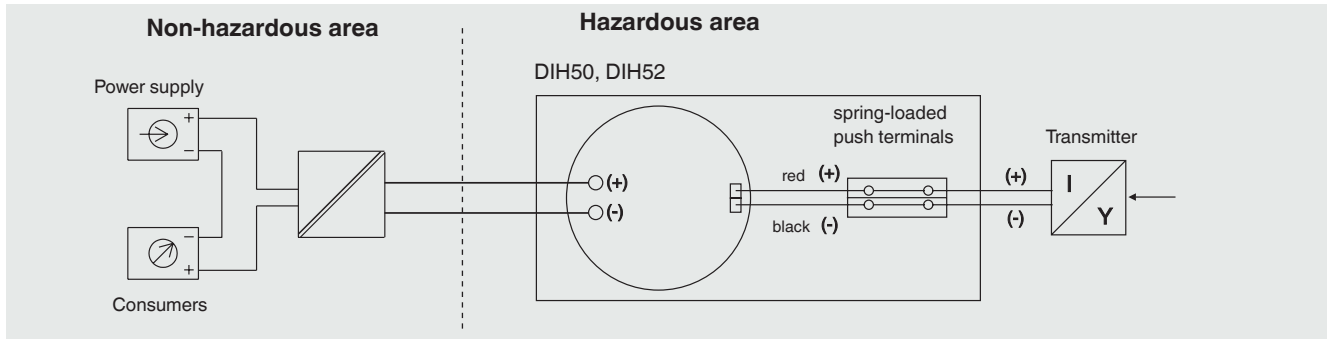 Non-hazardous area
Hazardous area
DIH50, DIH52
Power supply
+
–
spring-loaded
push terminals
Transmitter
red (+)
(+)
(+)
I
(-)
black (-)
(-)
Y
–
+
Consumers